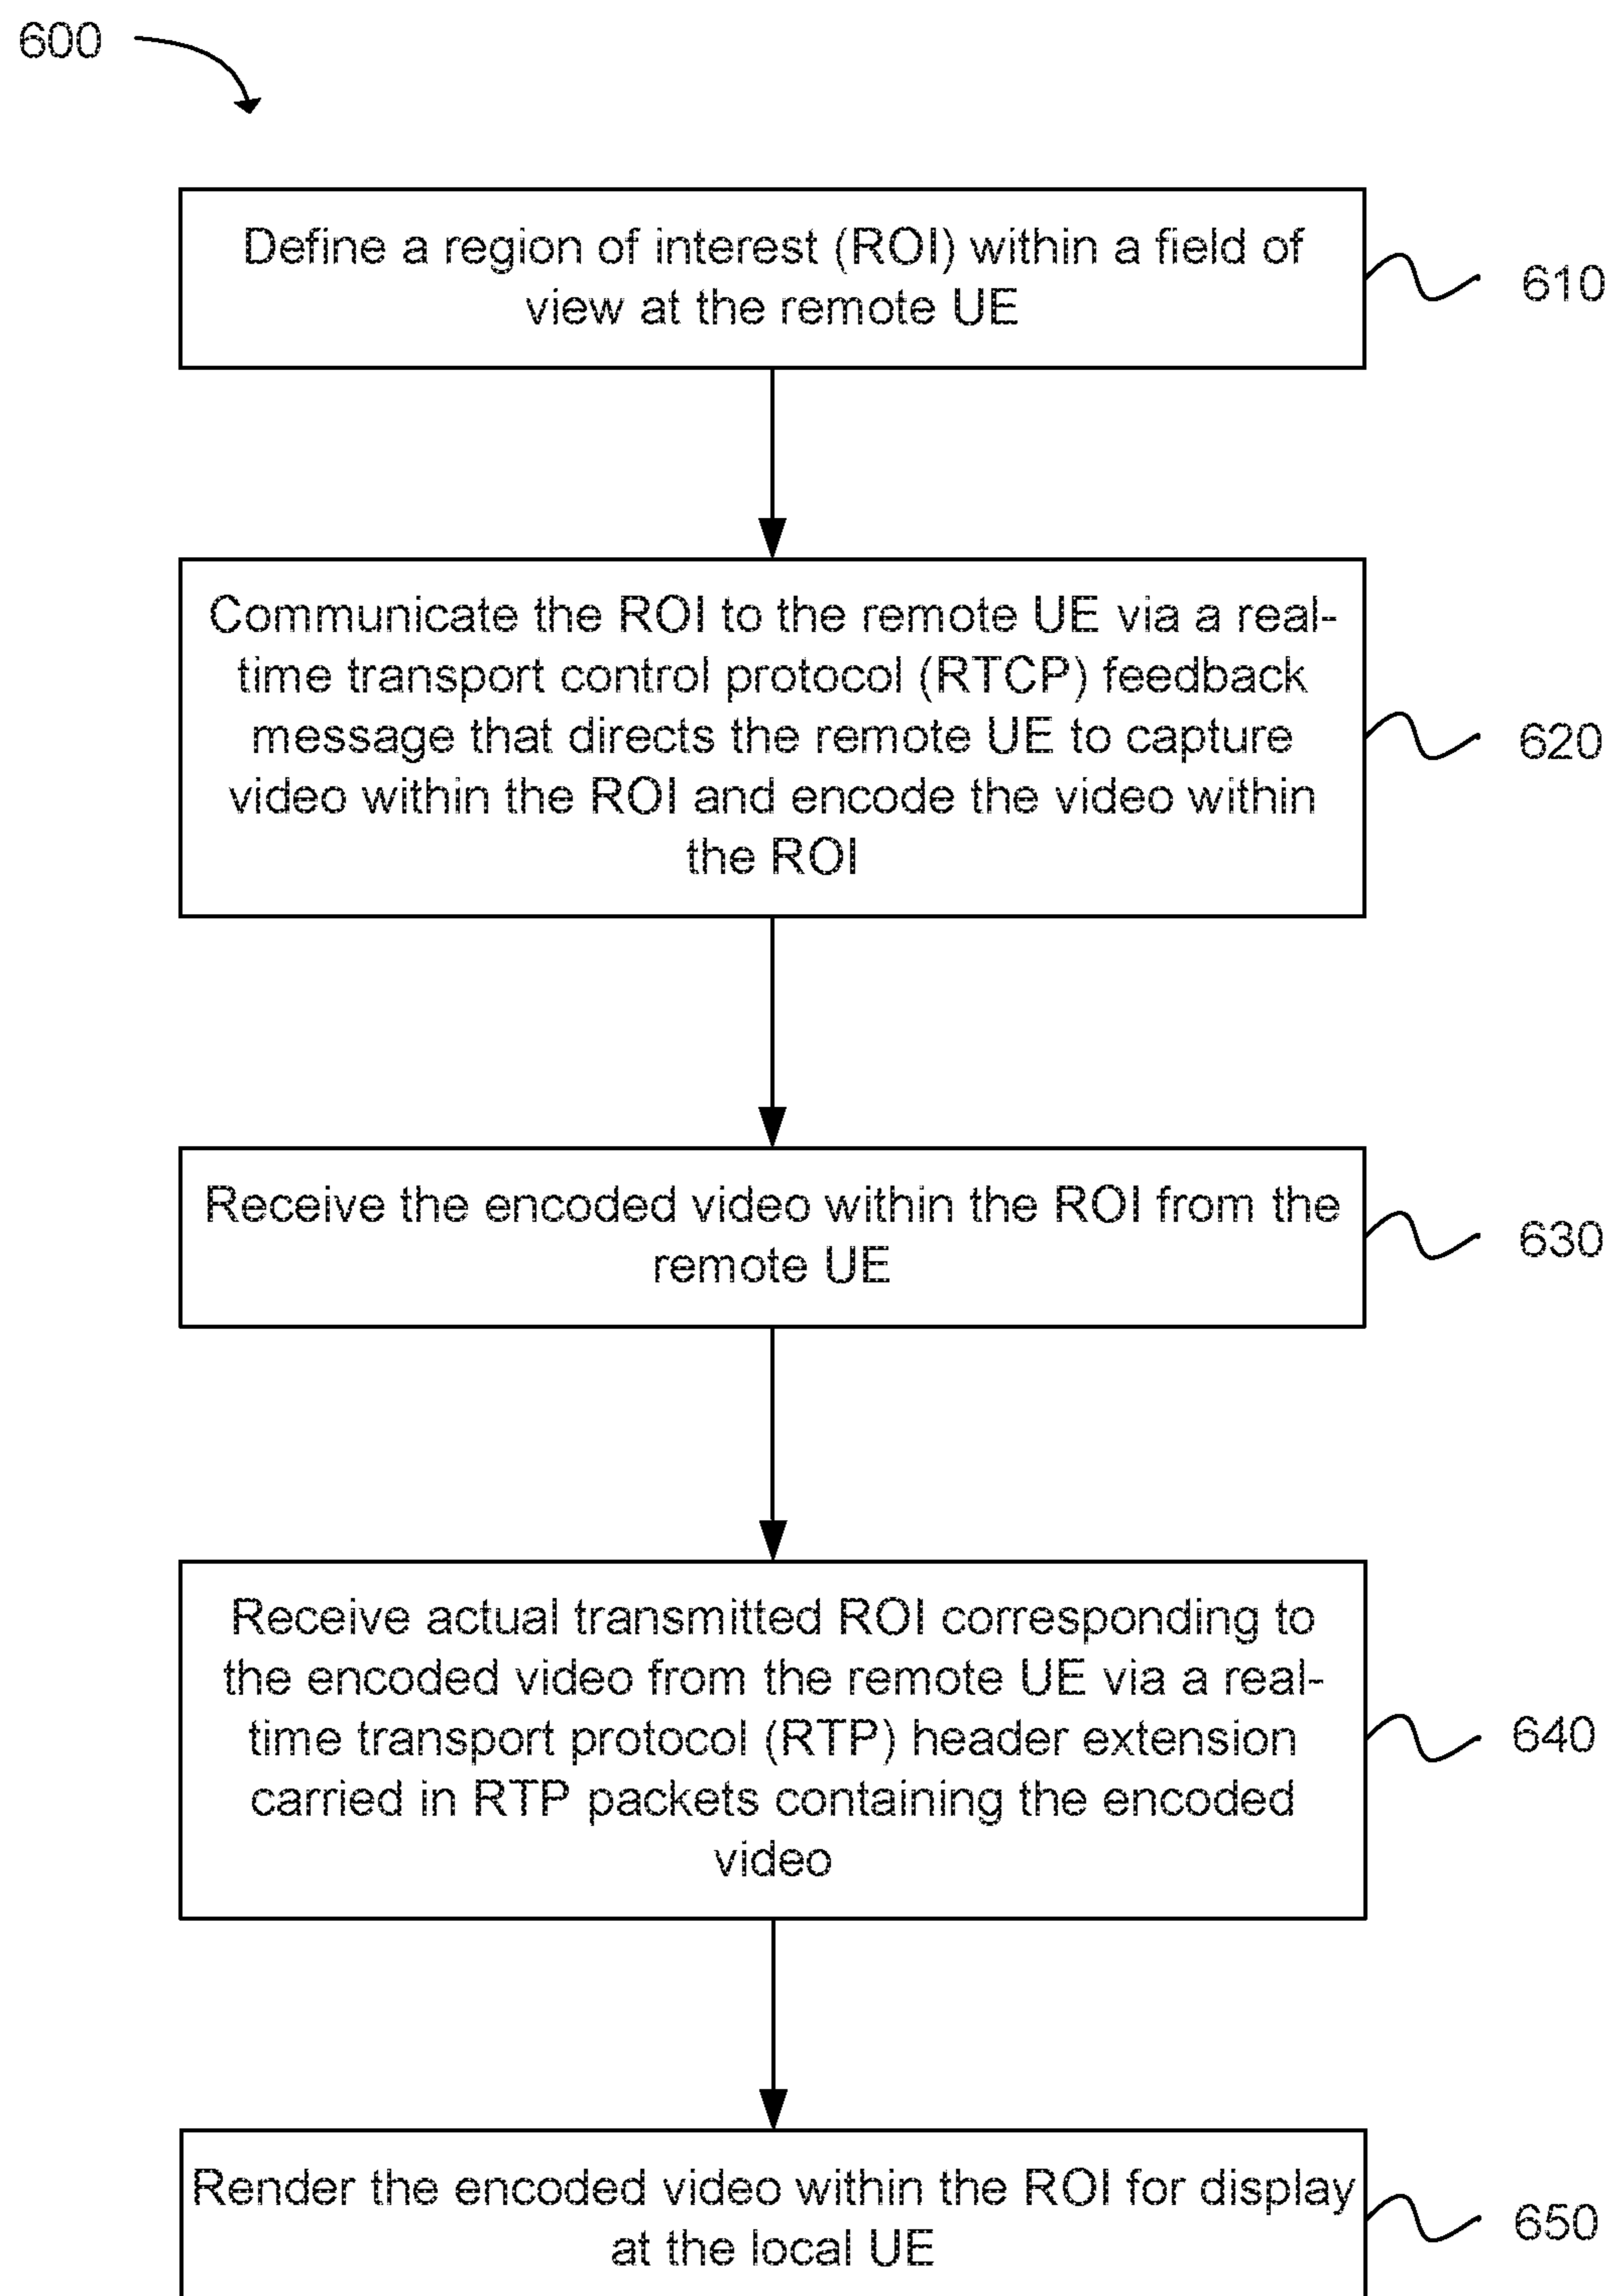 600
Define a region of interest (ROI) within a field of
view at the remote UE
610
Communicate the ROI to the remote UE via a real-
time transport control protocol (RTCP) feedback
message that directs the remote UE to capture
video within the ROI and encode the video within
the ROI
620
Receive the encoded video within the ROI from the
remote UE
630
Receive actual transmitted ROI corresponding to
the encoded video from the remote UE via a real-
time transport protocol (RTP) header extension
carried in RTP packets containing the encoded
video
640
Render the encoded video within the ROI for display
at the local UE
650